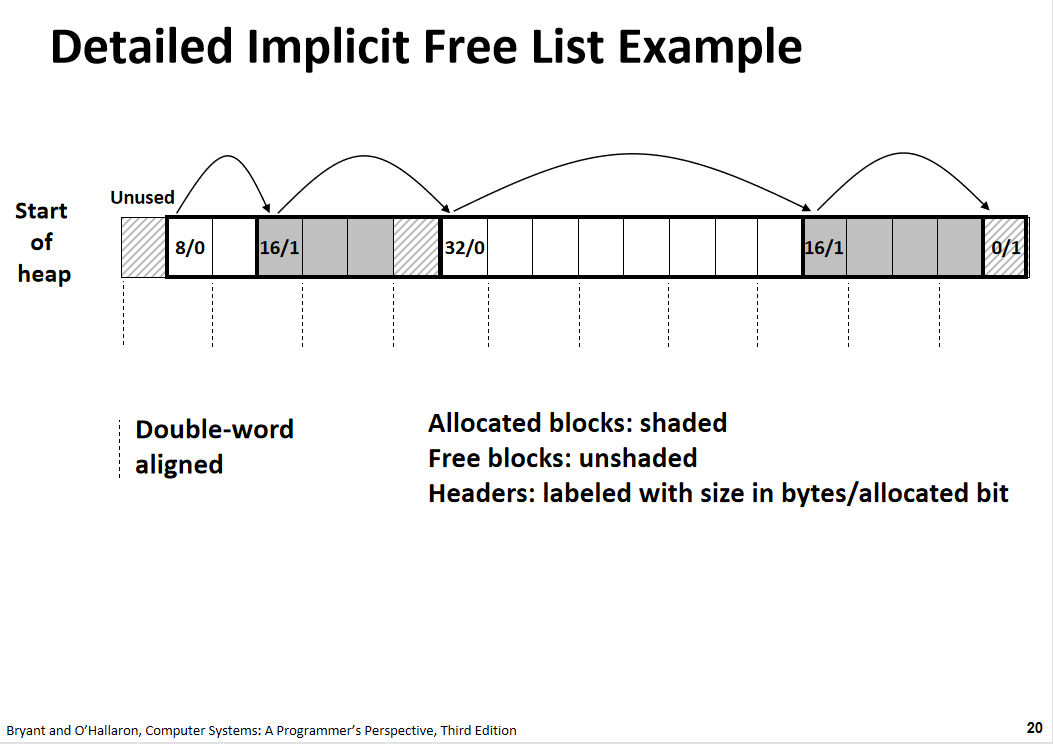 Detailed Implicit Free List Example
Unused
Start
of
heap
8/0 16/1 32/0 16/1 0/1
Double-word
aligned
Allocated blocks: shaded
Free blocks: unshaded
Headers: labeled with size in bytes/allocated bit
Bryant and O’Hallaron, Computer Systems: A Programmer’s Perspective, Third Edition
20